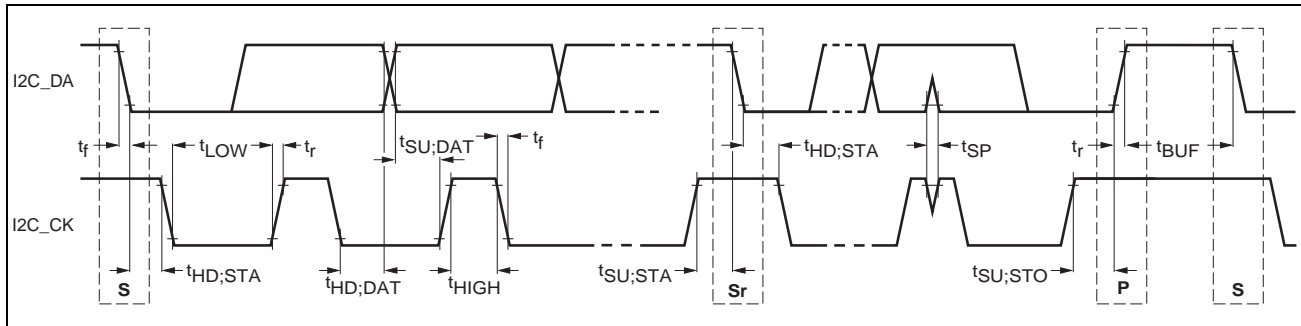 I2C_DA
tf
tLOW
tr
tSU;DAT
tf
tHD;STA
tSP
tr
tBUF
I2C_CK
tHD;STA
tHD;DAT
tHIGH
tSU;STA
tSU;STO
S
Sr
P
S